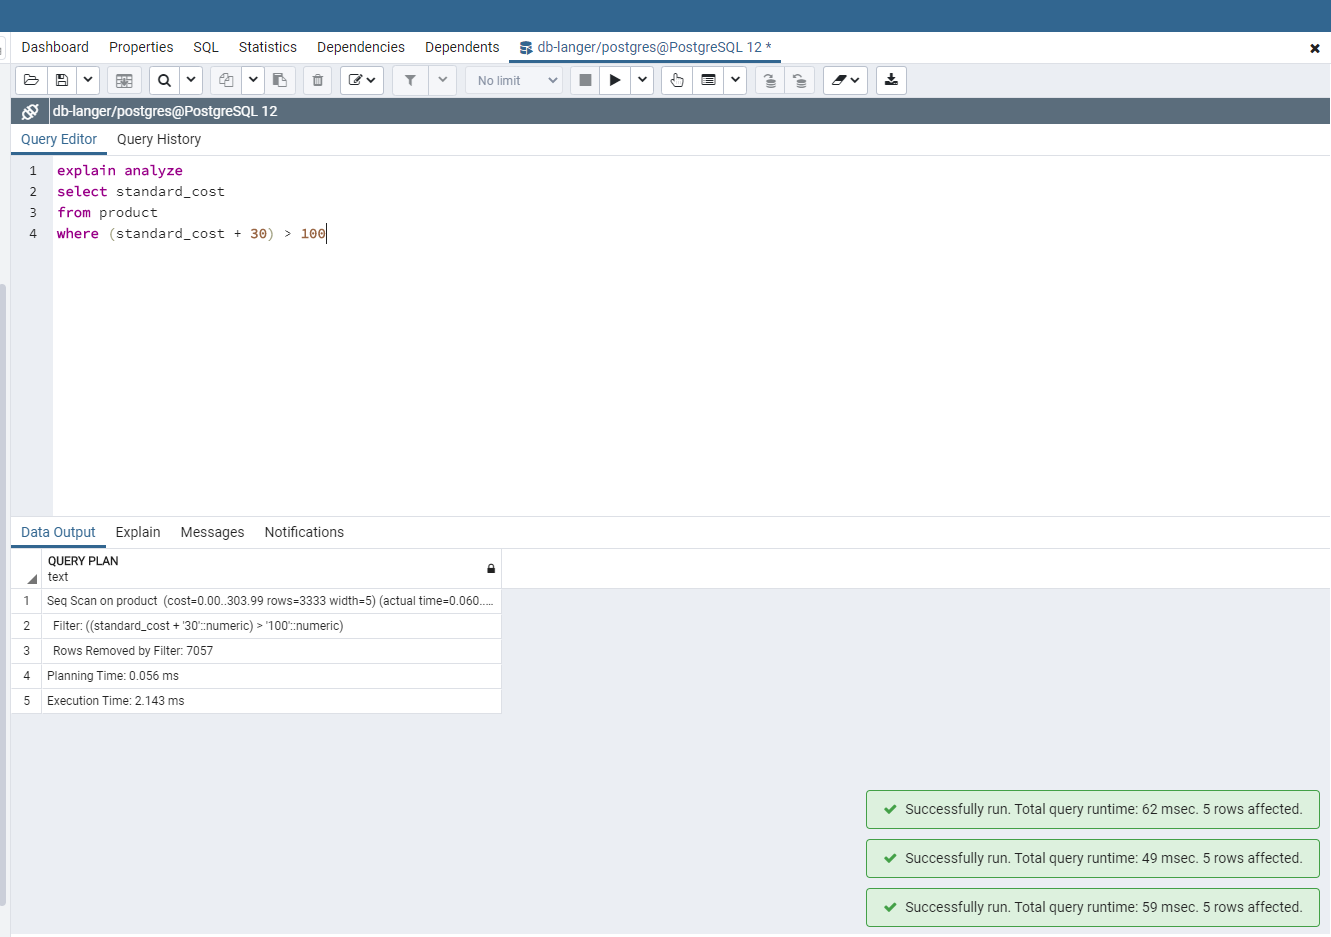 Dashboard Properties SQL Statistics Dependencies Dependents db-langer/postgres@PostgreSQL 12 *
No limit
db-langer/postgres@PostgreSQL 12
Query Editor Query History
1 explain analyze
2 select standard_cost
3 from product
4 where (standard_cost + 30) > 100
Data Output Explain Messages Notifications
QUERY PLAN
text
1 Seq Scan on product (cost=0.00..303.99 rows=3333 width=5) (actual time=0.060.…
2 Filter: ((standard_cost + '30'::numeric) > '100'::numeric)
3 Rows Removed by Filter: 7057
4 Planning Time: 0.056 ms
5 Execution Time: 2.143 ms
Successfully run. Total query runtime: 62 msec. 5 rows affected.
Successfully run. Total query runtime: 49 msec. 5 rows affected.
Successfully run. Total query runtime: 59 msec. 5 rows affected.